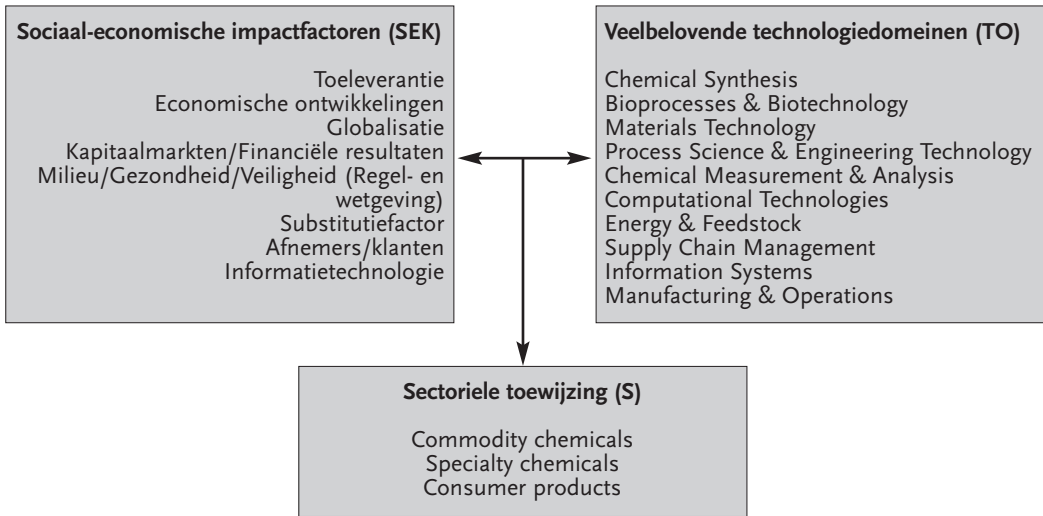 Sociaal-economische impactfactoren (SEK)
Toeleverantie
Economische ontwikkelingen
Globalisatie
Kapitaalmarkten/Financiële resultaten
Milieu/Gezondheid/Veiligheid (Regel- en
wetgeving)
Substitutiefactor
Afnemers/klanten
Informatietechnologie
Veelbelovende technologiedomeinen (TO)
Chemical Synthesis
Bioprocesses & Biotechnology
Materials Technology
Process Science & Engineering Technology
Chemical Measurement & Analysis
Computational Technologies
Energy & Feedstock
Supply Chain Management
Information Systems
Manufacturing & Operations
Sectoriele toewijzing (S)
Commodity chemicals
Specialty chemicals
Consumer products